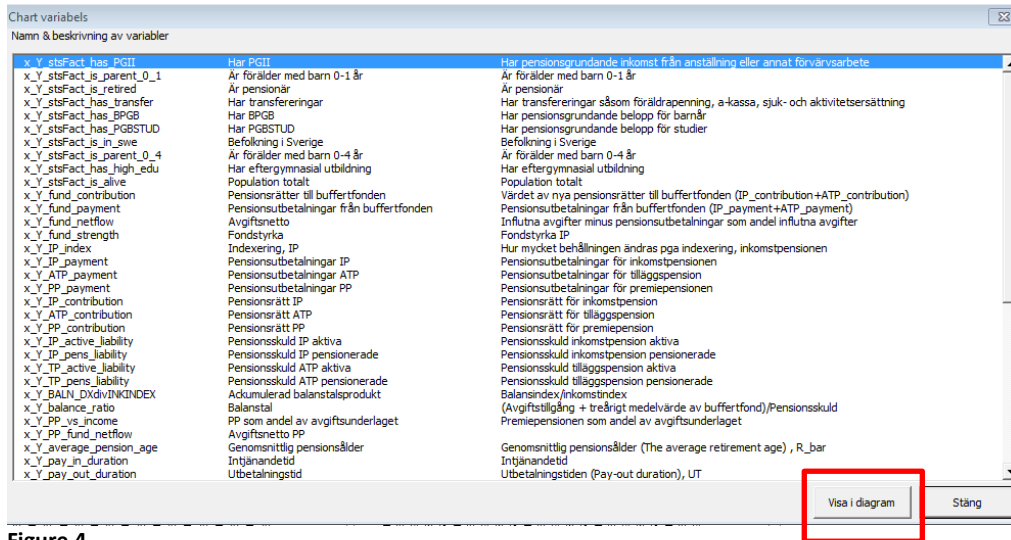 Chart variabels
Namn & beskrivning av variabler
x_Y_stsFact_has_PGII Har PGII Har pensionsgrundande inkomst från anställning eller annat förvärvsarbete
x_Y_stsFact_is_parent_0_1 Är förälder med barn 0-1 år Är förälder med barn 0-1 år
x_Y_stsFact_is_retired Är pensionär Är pensionär
x_Y_stsFact_has_transfer Har transfereringar Har transfereringar såsom föräldrapenning, a-kassa, sjuk- och aktivitetsersättning
x_Y_stsFact_has_BPGB Har BPGB Har pensionsgrundande belopp för barnår
x_Y_stsFact_has_PGBSTUD Har PGBSTUD Har pensionsgrundande belopp för studier
x_Y_stsFact_is_in_swe Befolkning i Sverige Befolkning i Sverige
x_Y_stsFact_is_parent_0_4 Är förälder med barn 0-4 år Är förälder med barn 0-4 år
x_Y_stsFact_has_high_edu Har eftergymnasial utbildning Har eftergymnasial utbildning
x_Y_stsFact_is_alive Population totalt Population totalt
x_Y_fund_contribution Pensionsrätter till buffertfonden Värdet av nya pensionsrätter till buffertfonden (IP_contribution+ATP_contribution)
x_Y_fund_payment Pensionsutbetalningar från buffertfonden Pensionsutbetalningar från buffertfonden (IP_payment+ATP_payment)
x_Y_fund_netflow Avgiftsnetto Influtna avgifter minus pensionsutbetalningar som andel influtna avgifter
x_Y_fund_strength Fondstyrka Fondstyrka IP
x_Y_IP_index Indexering, IP Hur mycket behållningen ändras pga indexering, inkomstpensionen
x_Y_IP_payment Pensionsutbetalningar IP Pensionsutbetalningar för inkomstpensionen
x_Y_ATP_payment Pensionsutbetalningar ATP Pensionsutbetalningar för tilläggspension
x_Y_PP_payment Pensionsutbetalningar PP Pensionsutbetalningar för premiepensionen
x_Y_IP_contribution Pensionsrätt IP Pensionsrätt för inkomstpension
x_Y_ATP_contribution Pensionsrätt ATP Pensionsrätt för tilläggspension
x_Y_PP_contribution Pensionsrätt PP Pensionsrätt för premiepension
x_Y_IP_active_liability Pensionsskuld IP aktiva Pensionsskuld inkomstpension aktiva
x_Y_IP_pens_liability Pensionsskuld IP pensionerade Pensionsskuld inkomstpension pensionerade
x_Y_TP_active_liability Pensionsskuld ATP aktiva Pensionsskuld tilläggspension aktiva
x_Y_TP_pens_liability Pensionsskuld ATP pensionerade Pensionsskuld tilläggspension pensionerade
x_Y_BALN_DXdivINKINDEX Ackumulerad balanstalsprodukt Balansindex/inkomstindex
x_Y_balance_ratio Balanstal (Avgiftstillgång + treårigt medelvärde av buffertfond)/Pensionsskuld
x_Y_PP_vs_income PP som andel av avgiftsunderlaget Premiepensionen som andel av avgiftsunderlaget
x_Y_PP_fund_netflow Avgiftsnetto PP
x_Y_average_pension_age Genomsnittlig pensionsålder Genomsnittlig pensionsålder (The average retirement age) , R_bar
x_Y_pay_in_duration Intjänandetid Intjänandetid
x_Y_pay_out_duration Utbetalningstid Utbetalningstiden (Pay-out duration), UT
Visa i diagram Stäng
Figure 4